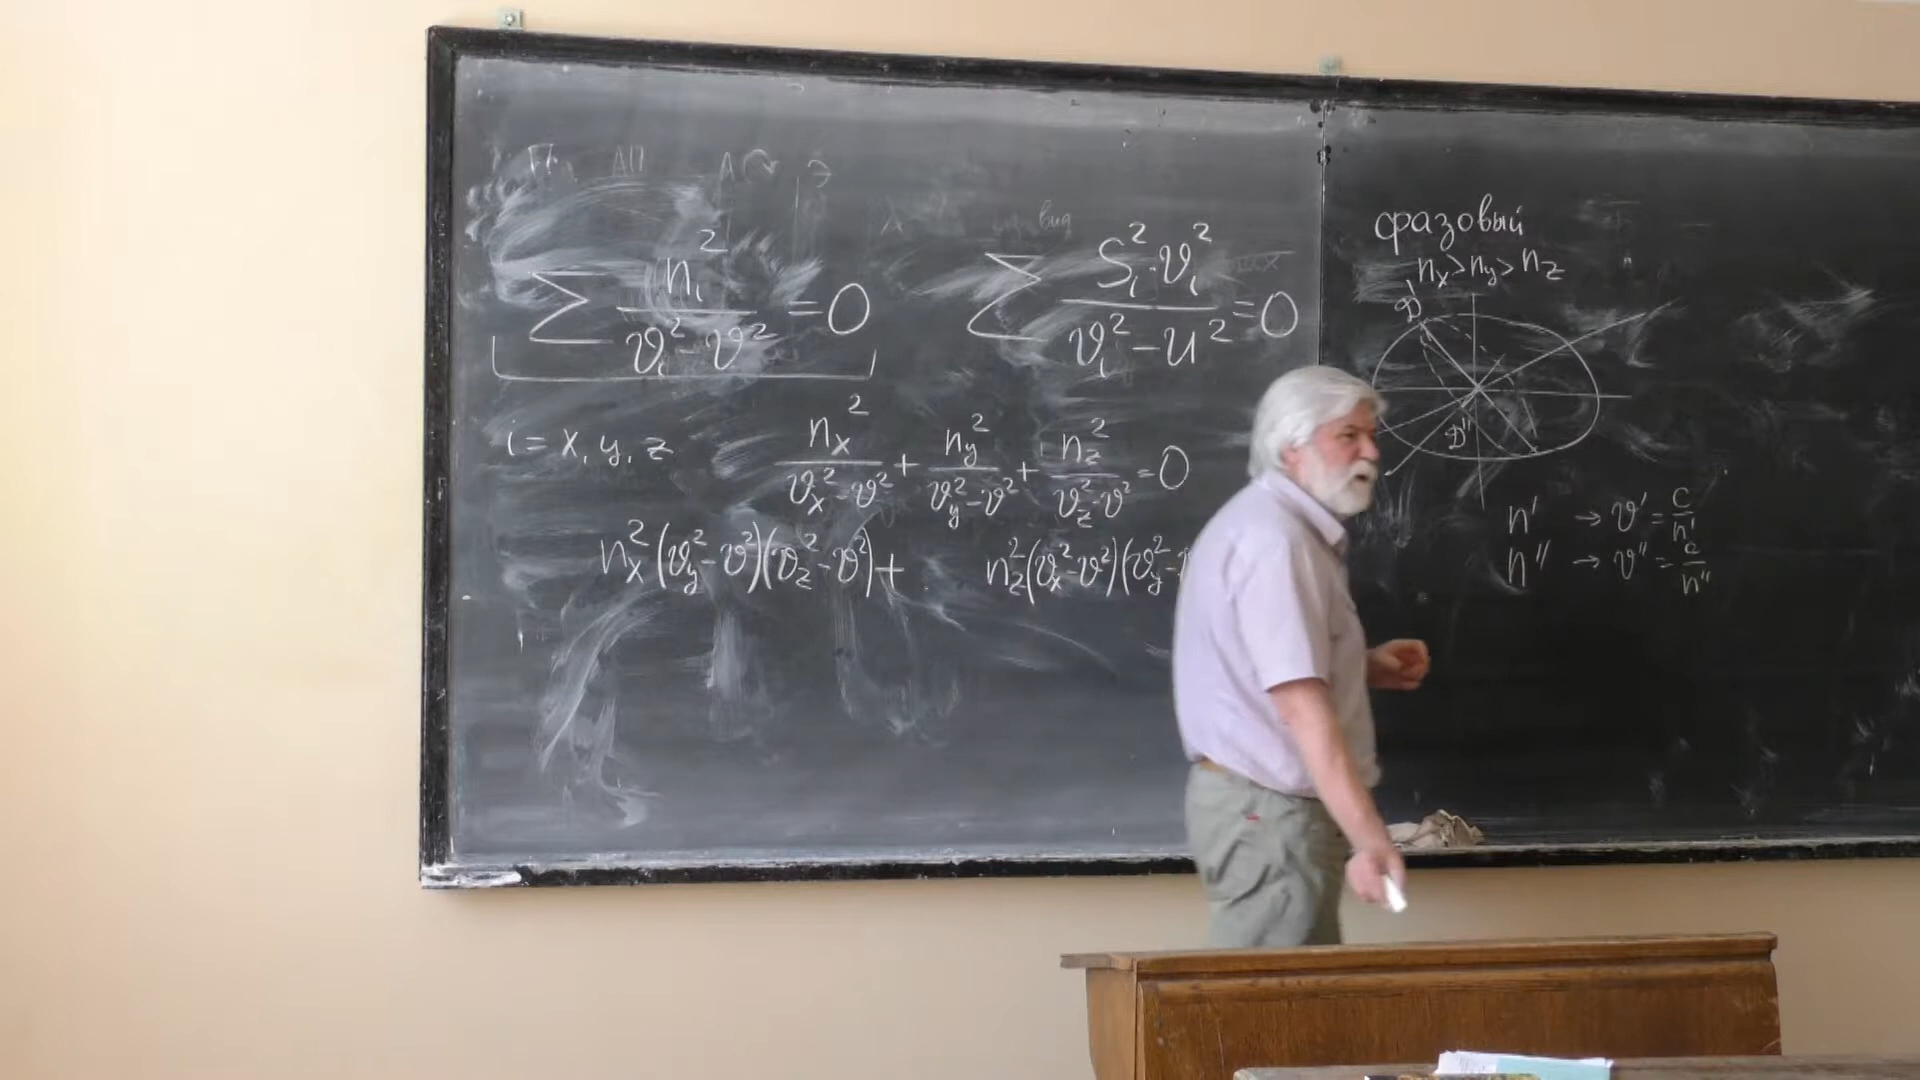 ∑ nᵢ² / (vᵢ² - v²) = 0
∑ Sᵢ²·vᵢ² / (vᵢ² - u²) = 0
i = x, y, z
nₓ² / (vₓ² - v²) + n_y² / (v_y² - v²) + n_z² / (v_z² - v²) = 0
nₓ²(v_y² - v²)(v_z² - v²) +
n_z²(vₓ² - v²)(v_y² -
фазовый
nₓ > n_y > n_z
D'
D''
n' → v' = c / n'
n'' → v'' = c / n''